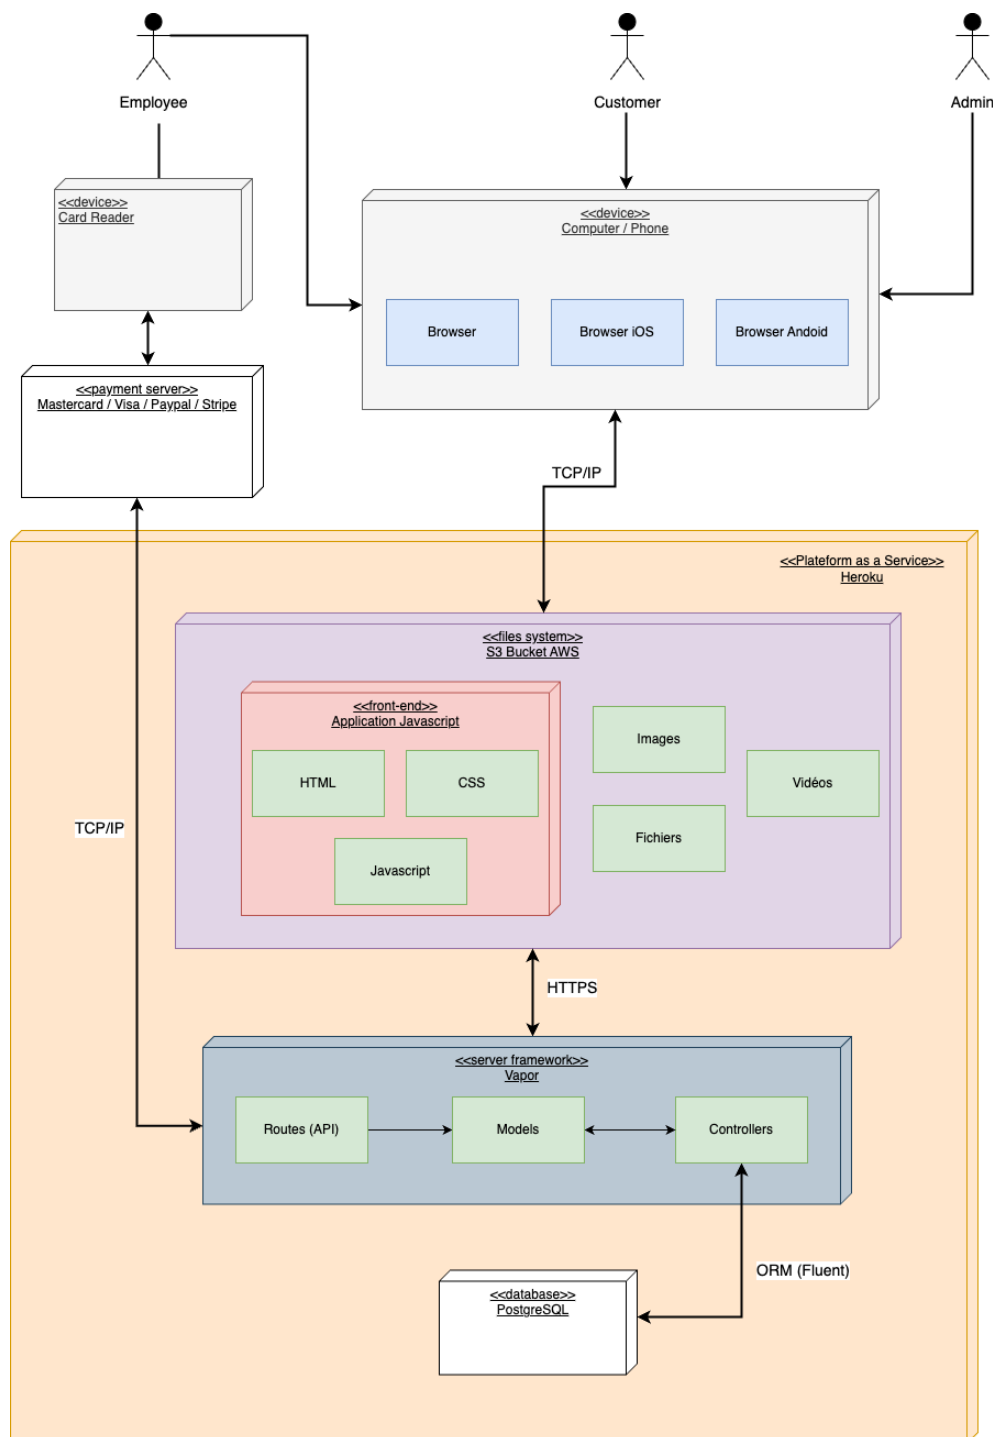 Employee
Customer
Admin
<<device>>
Card Reader
<<device>>
Computer / Phone
Browser
Browser iOS
Browser Andoid
<<payment server>>
Mastercard / Visa / Paypal / Stripe
TCP/IP
<<Plateform as a Service>>
Heroku
<<files system>>
S3 Bucket AWS
<<front-end>>
Application Javascript
HTML
CSS
Javascript
Images
Vidéos
Fichiers
TCP/IP
HTTPS
<<server framework>>
Vapor
Routes (API)
Models
Controllers
ORM (Fluent)
<<database>>
PostgreSQL